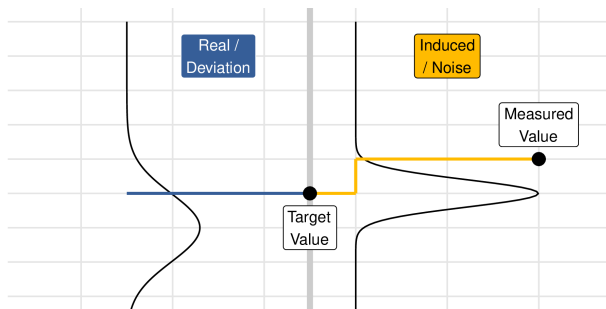 Real /
Deviation
Induced
/ Noise
Measured
Value
Target
Value